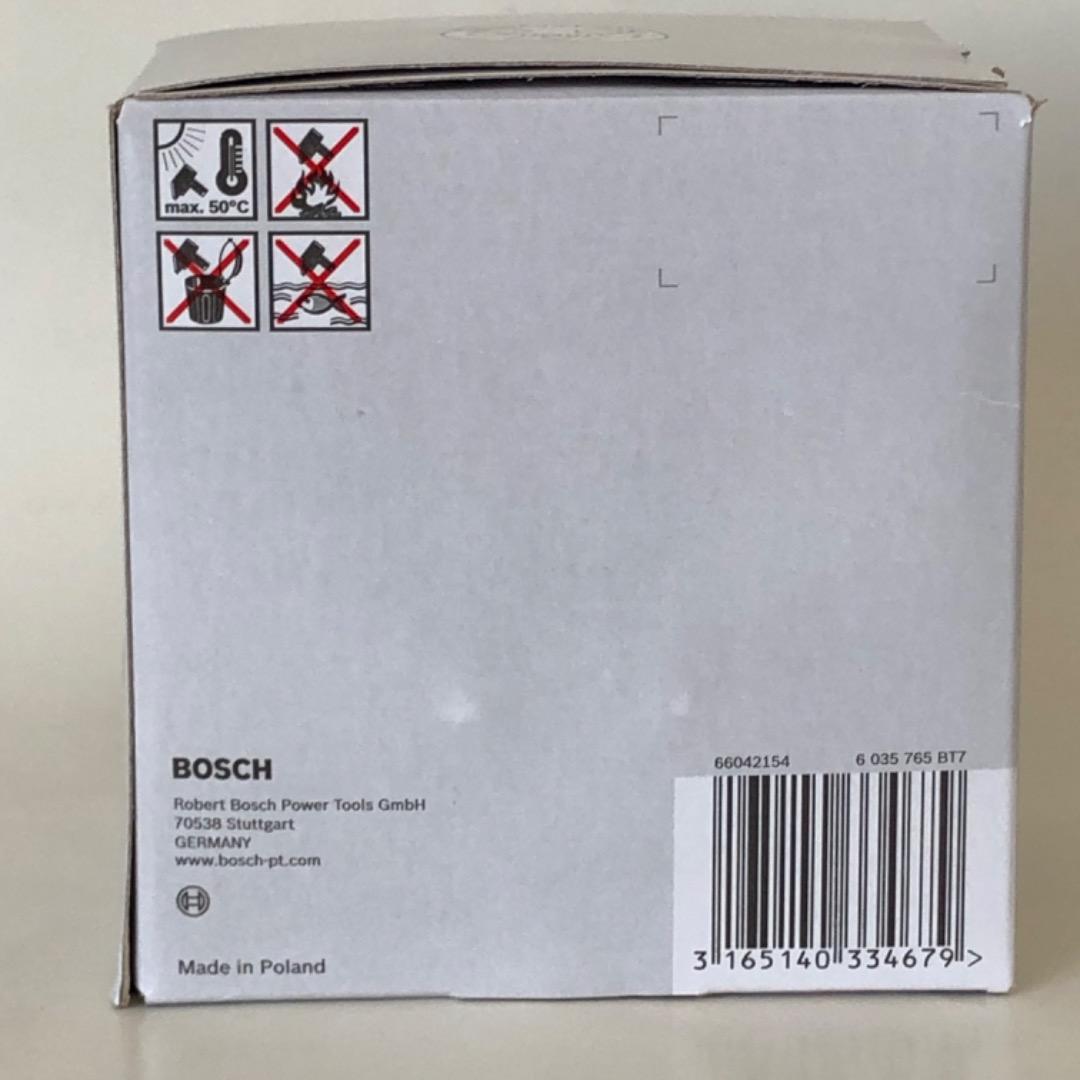 max. 50°C
BOSCH
Robert Bosch Power Tools GmbH
70538 Stuttgart
GERMANY
www.bosch-pt.com
Made in Poland
66042154 6 035 765 BT7
3 165140 334679 >